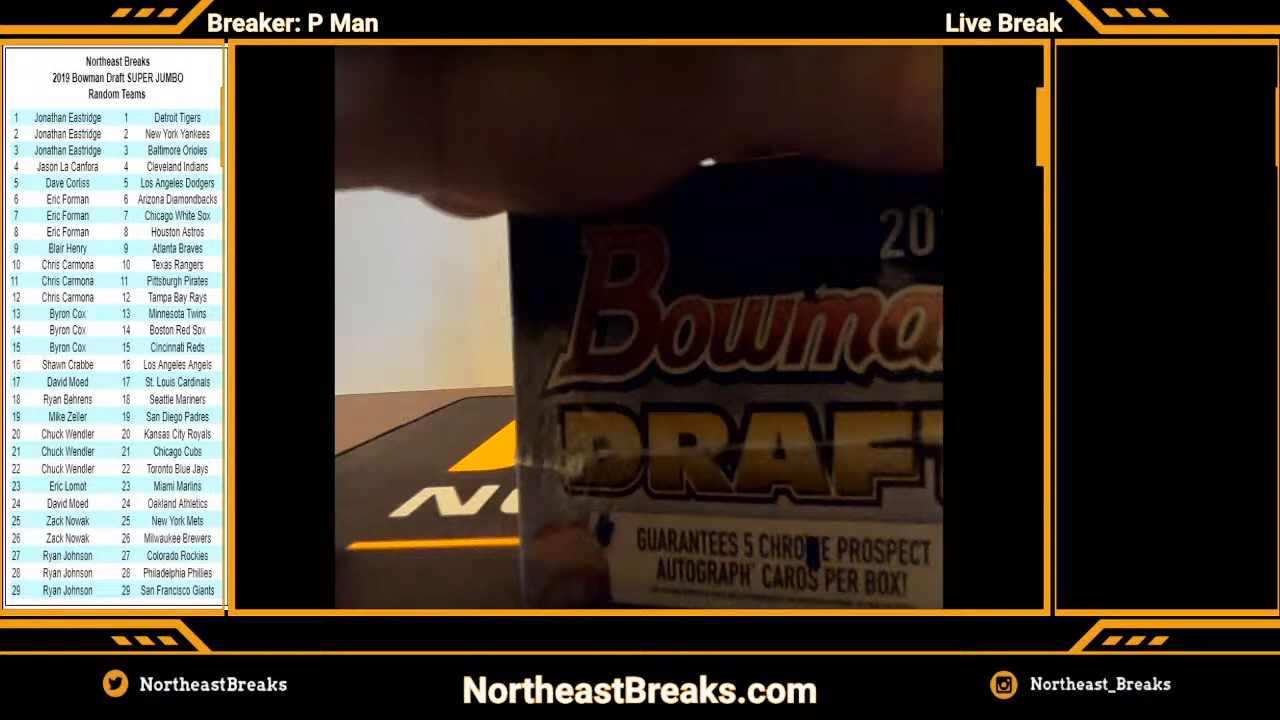 Breaker: P Man
Live Break
Northeast Breaks
2019 Bowman Draft SUPER JUMBO
Random Teams
1 Jonathan Eastridge 1 Detroit Tigers
2 Jonathan Eastridge 2 New York Yankees
3 Jonathan Eastridge 3 Baltimore Orioles
4 Jason La Canfora 4 Cleveland Indians
5 Dave Corliss 5 Los Angeles Dodgers
6 Eric Forman 6 Arizona Diamondbacks
7 Eric Forman 7 Chicago White Sox
8 Eric Forman 8 Houston Astros
9 Blair Henry 9 Atlanta Braves
10 Chris Carmona 10 Texas Rangers
11 Chris Carmona 11 Pittsburgh Pirates
12 Chris Carmona 12 Tampa Bay Rays
13 Byron Cox 13 Minnesota Twins
14 Byron Cox 14 Boston Red Sox
15 Byron Cox 15 Cincinnati Reds
16 Shawn Crabbe 16 Los Angeles Angels
17 David Moed 17 St. Louis Cardinals
18 Ryan Behrens 18 Seattle Mariners
19 Mike Zeller 19 San Diego Padres
20 Chuck Wendler 20 Kansas City Royals
21 Chuck Wendler 21 Chicago Cubs
22 Chuck Wendler 22 Toronto Blue Jays
23 Eric Lomot 23 Miami Marlins
24 David Moed 24 Oakland Athletics
25 Zack Nowak 25 New York Mets
26 Zack Nowak 26 Milwaukee Brewers
27 Ryan Johnson 27 Colorado Rockies
28 Ryan Johnson 28 Philadelphia Phillies
29 Ryan Johnson 29 San Francisco Giants
20
Bowma
DRAFT
GUARANTEES 5 CHROME PROSPECT
AUTOGRAPH CARDS PER BOX!
NO
NortheastBreaks
NortheastBreaks.com
Northeast_Breaks